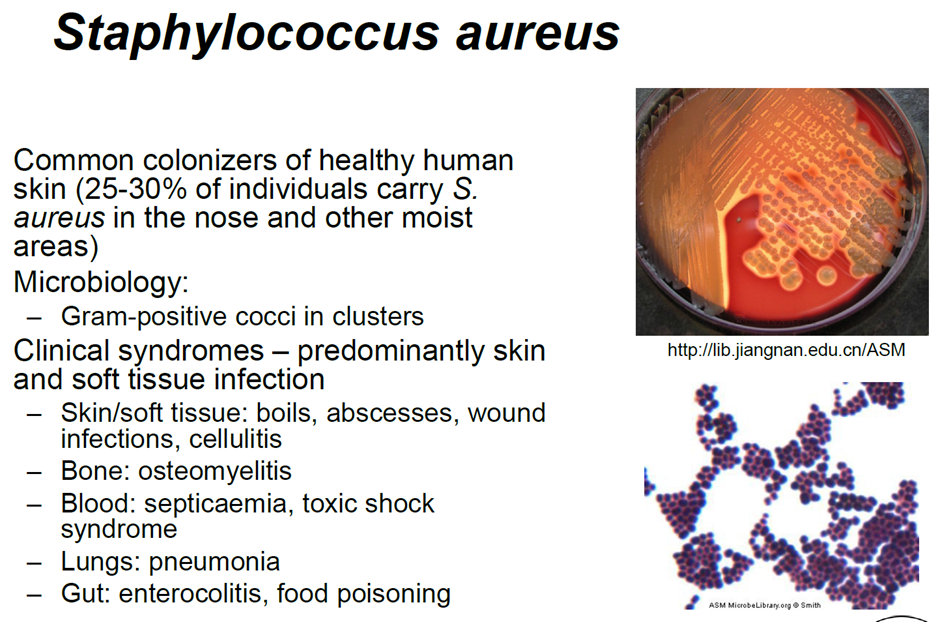 Staphylococcus aureus
Common colonizers of healthy human
skin (25-30% of individuals carry S.
aureus in the nose and other moist
areas)
Microbiology:
– Gram-positive cocci in clusters
Clinical syndromes – predominantly skin
and soft tissue infection
– Skin/soft tissue: boils, abscesses, wound
infections, cellulitis
– Bone: osteomyelitis
– Blood: septicaemia, toxic shock
syndrome
– Lungs: pneumonia
– Gut: enterocolitis, food poisoning
http://lib.jiangnan.edu.cn/ASM
ASM MicrobeLibrary.org © Smith